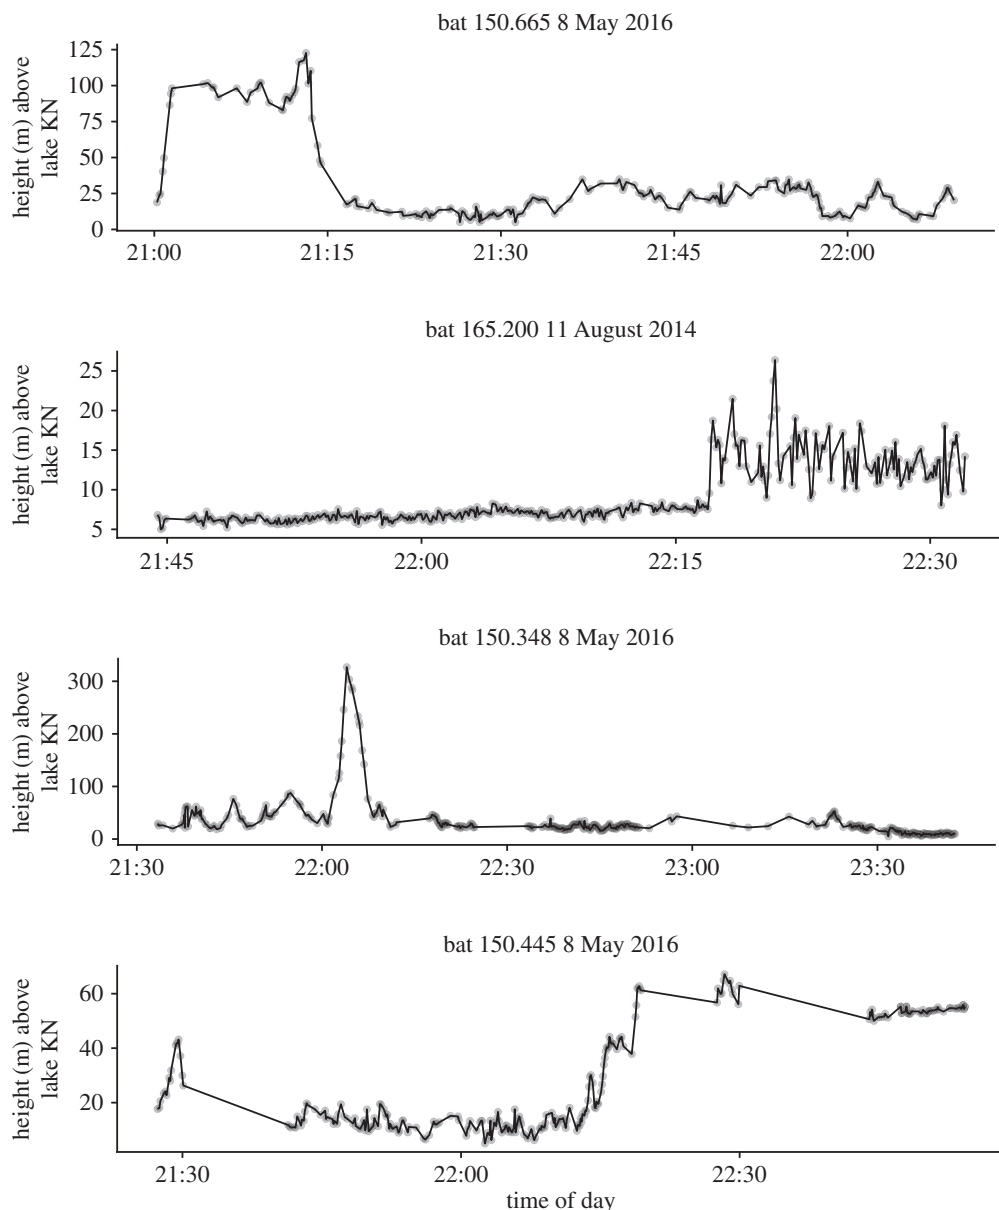 bat 150.665 8 May 2016
height (m) above
lake KN
125
100
75
50
25
0
21:00 21:15 21:30 21:45 22:00
bat 165.200 11 August 2014
height (m) above
lake KN
25
20
15
10
5
21:45 22:00 22:15 22:30
bat 150.348 8 May 2016
height (m) above
lake KN
300
200
100
0
21:30 22:00 22:30 23:00 23:30
bat 150.445 8 May 2016
height (m) above
lake KN
60
40
20
21:30 22:00 22:30
time of day